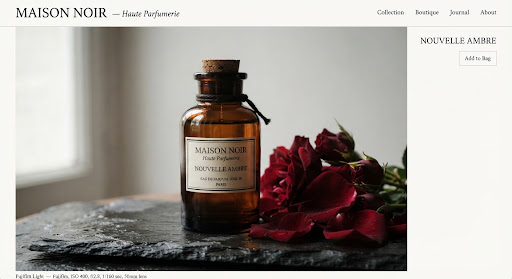 MAISON NOIR — Haute Parfumerie
Collection Boutique Journal About
NOUVELLE AMBRE
Add to Bag
MAISON NOIR
Haute Parfumerie
NOUVELLE AMBRE
EAU DE PARFUM
PARIS
Fujifilm Light — Fujifilm, ISO 400, f/2.8, 1/160 sec, 50mm lens